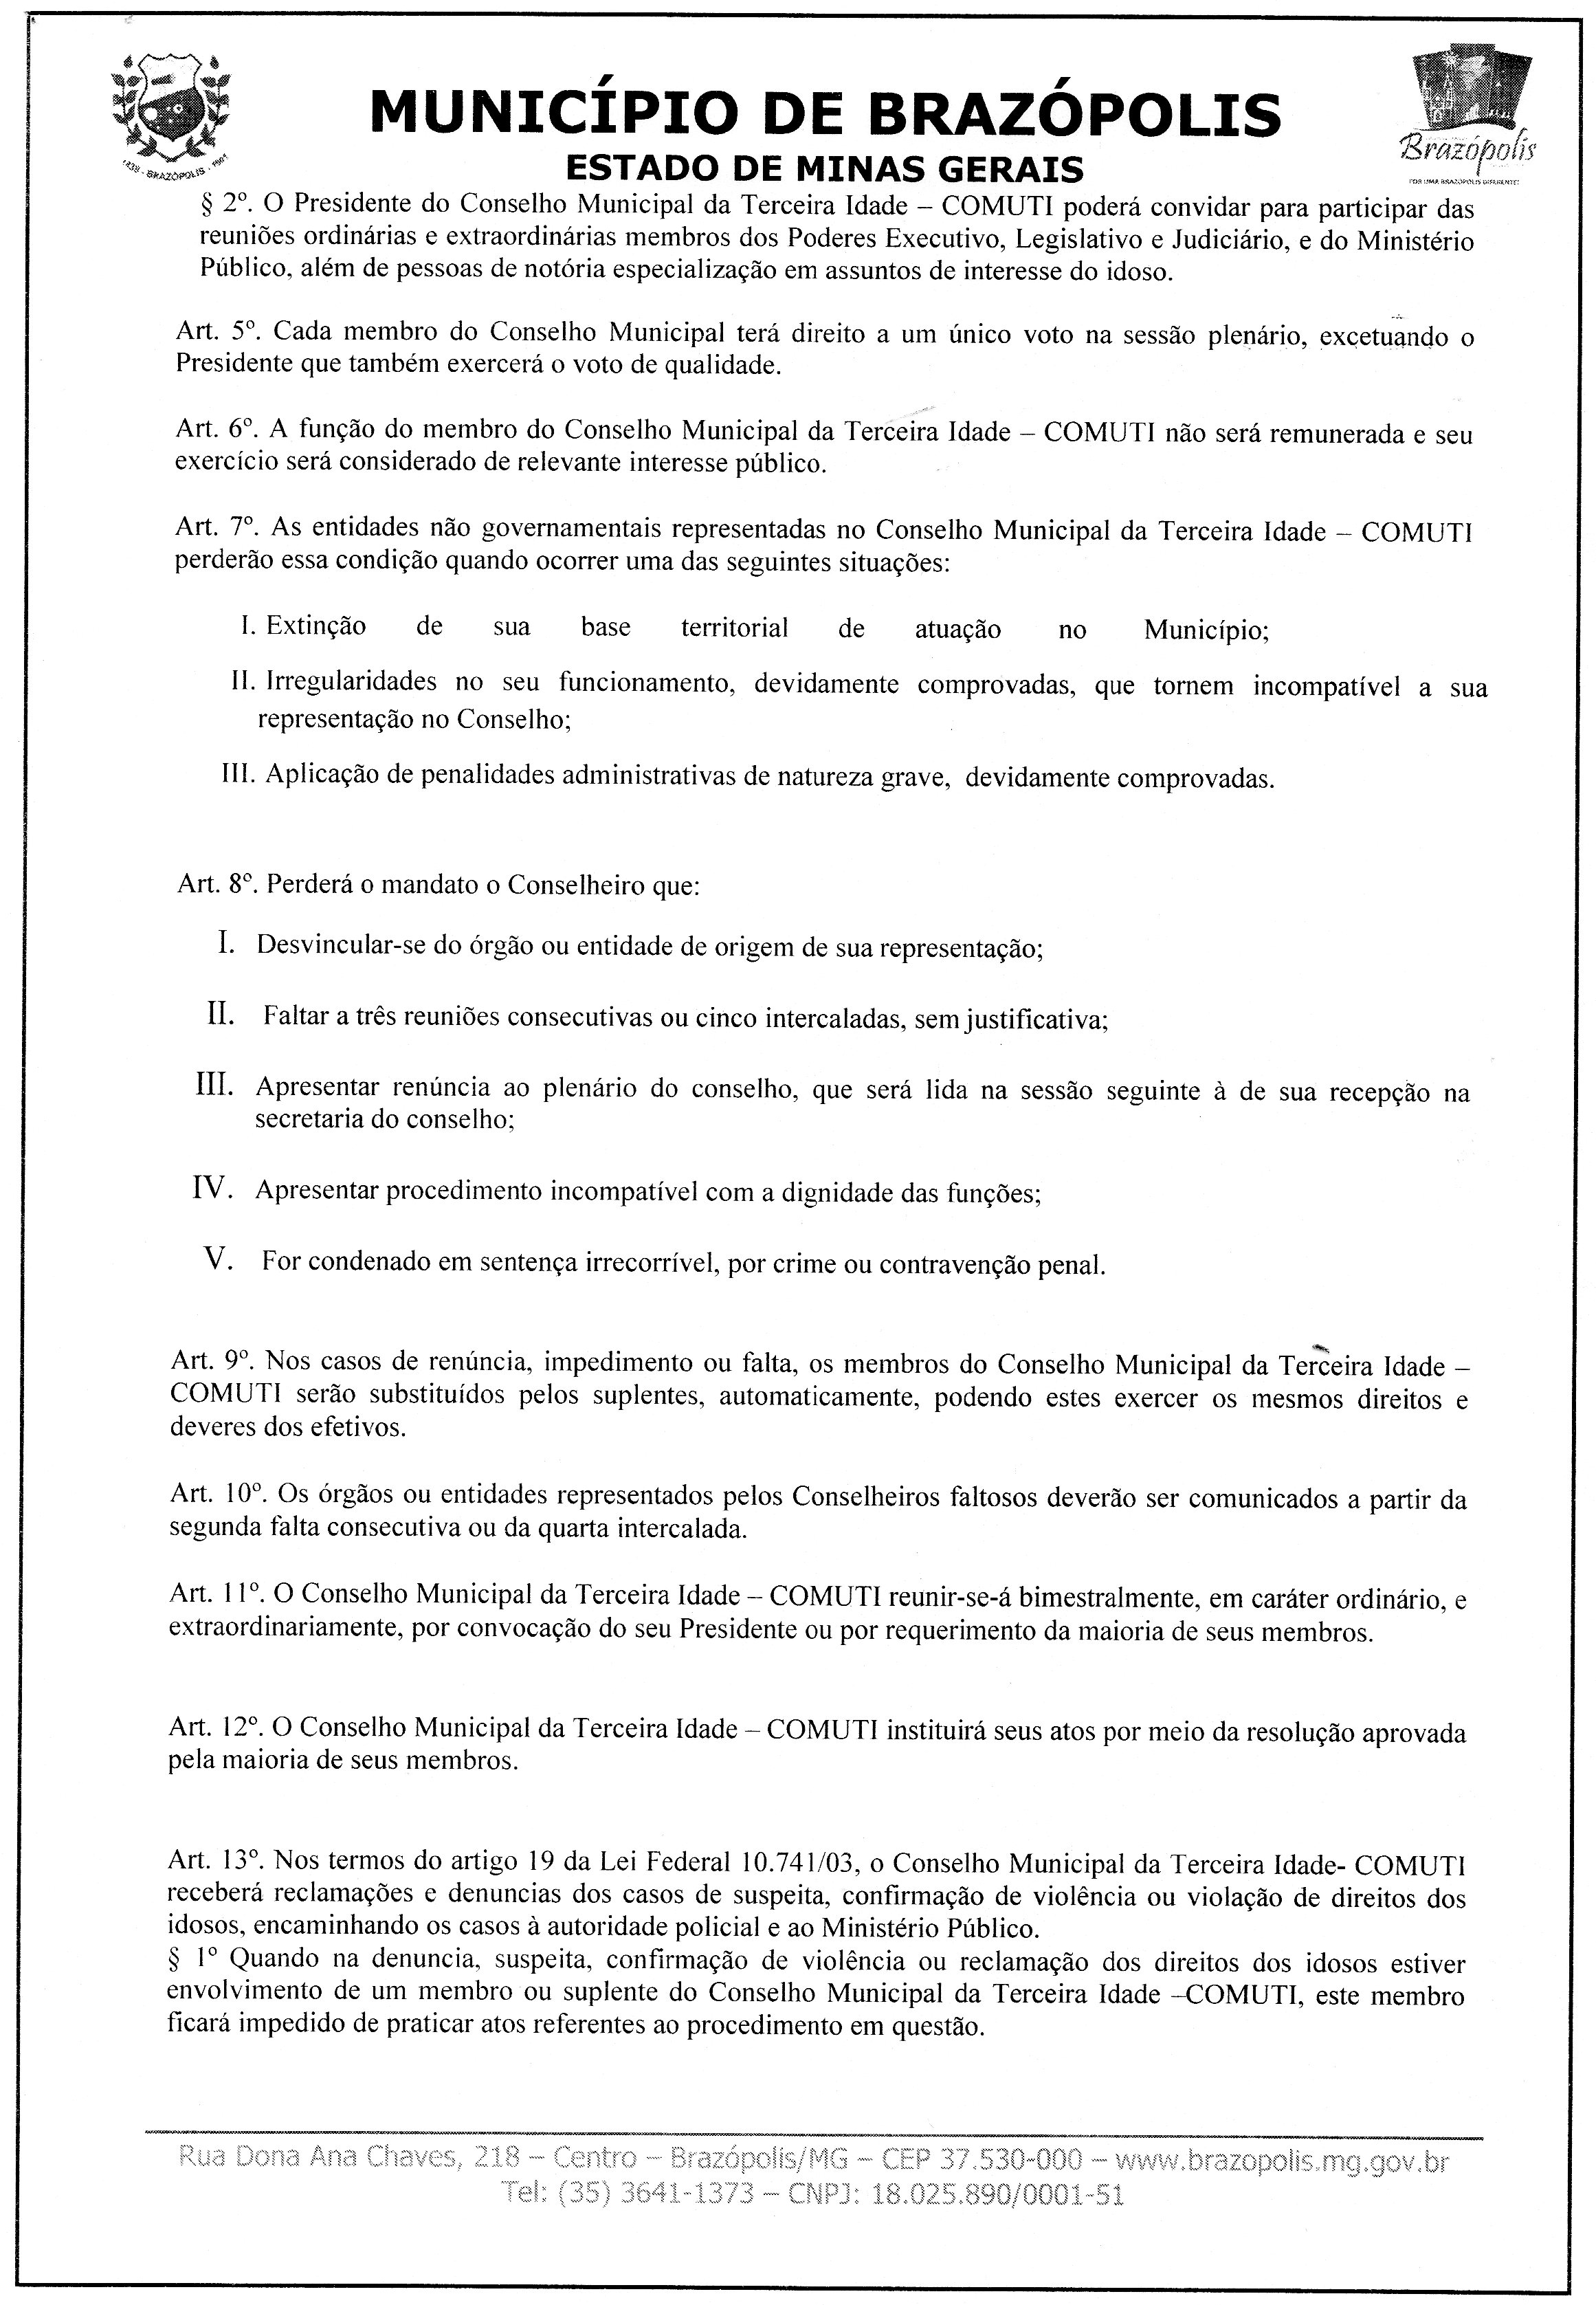 MUNICÍPIO DE BRAZÓPOLIS
ESTADO DE MINAS GERAIS
BRAZÓPOLIS
Brazópolis
POR UMA BRAZÓPOLIS DIFERENTE!
§ 2º. O Presidente do Conselho Municipal da Terceira Idade – COMUTI poderá convidar para participar das
reuniões ordinárias e extraordinárias membros dos Poderes Executivo, Legislativo e Judiciário, e do Ministério
Público, além de pessoas de notória especialização em assuntos de interesse do idoso.
Art. 5º. Cada membro do Conselho Municipal terá direito a um único voto na sessão plenário, excetuando o
Presidente que também exercerá o voto de qualidade.
Art. 6º. A função do membro do Conselho Municipal da Terceira Idade – COMUTI não será remunerada e seu
exercício será considerado de relevante interesse público.
Art. 7º. As entidades não governamentais representadas no Conselho Municipal da Terceira Idade – COMUTI
perderão essa condição quando ocorrer uma das seguintes situações:
I. Extinção de sua base territorial de atuação no Município;
II. Irregularidades no seu funcionamento, devidamente comprovadas, que tornem incompatível a sua
representação no Conselho;
III. Aplicação de penalidades administrativas de natureza grave, devidamente comprovadas.
Art. 8º. Perderá o mandato o Conselheiro que:
I. Desvincular-se do órgão ou entidade de origem de sua representação;
II. Faltar a três reuniões consecutivas ou cinco intercaladas, sem justificativa;
III. Apresentar renúncia ao plenário do conselho, que será lida na sessão seguinte à de sua recepção na
secretaria do conselho;
IV. Apresentar procedimento incompatível com a dignidade das funções;
V. For condenado em sentença irrecorrível, por crime ou contravenção penal.
Art. 9º. Nos casos de renúncia, impedimento ou falta, os membros do Conselho Municipal da Terceira Idade –
COMUTI serão substituídos pelos suplentes, automaticamente, podendo estes exercer os mesmos direitos e
deveres dos efetivos.
Art. 10º. Os órgãos ou entidades representados pelos Conselheiros faltosos deverão ser comunicados a partir da
segunda falta consecutiva ou da quarta intercalada.
Art. 11º. O Conselho Municipal da Terceira Idade – COMUTI reunir-se-á bimestralmente, em caráter ordinário, e
extraordinariamente, por convocação do seu Presidente ou por requerimento da maioria de seus membros.
Art. 12º. O Conselho Municipal da Terceira Idade – COMUTI instituirá seus atos por meio da resolução aprovada
pela maioria de seus membros.
Art. 13º. Nos termos do artigo 19 da Lei Federal 10.741/03, o Conselho Municipal da Terceira Idade- COMUTI
receberá reclamações e denuncias dos casos de suspeita, confirmação de violência ou violação de direitos dos
idosos, encaminhando os casos à autoridade policial e ao Ministério Público.
§ 1º Quando na denuncia, suspeita, confirmação de violência ou reclamação dos direitos dos idosos estiver
envolvimento de um membro ou suplente do Conselho Municipal da Terceira Idade –COMUTI, este membro
ficará impedido de praticar atos referentes ao procedimento em questão.
Rua Dona Ana Chaves, 218 – Centro – Brazópolis/MG – CEP 37.530-000 – www.brazopolis.mg.gov.br
Tel: (35) 3641-1373 – CNPJ: 18.025.890/0001-51